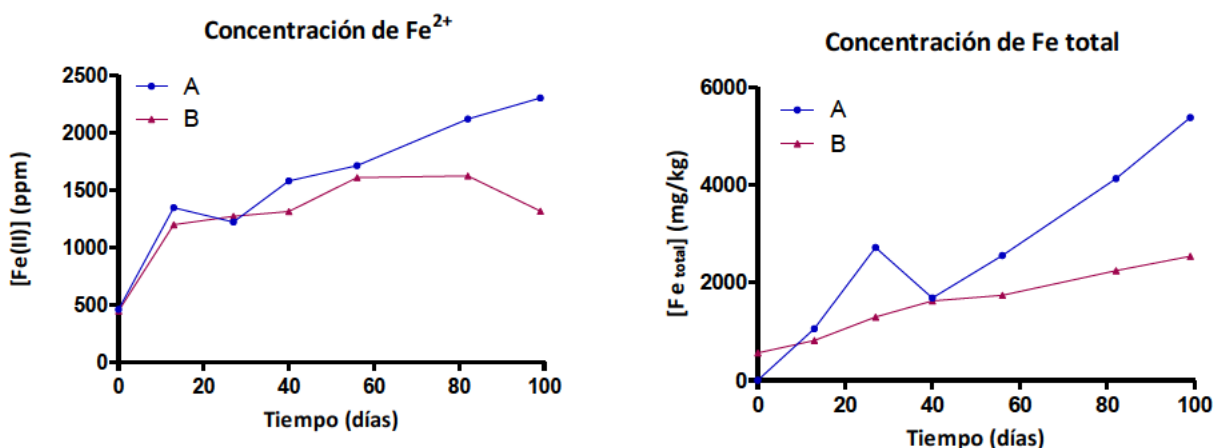 Concentración de Fe2+
A
B
2500
2000
1500
1000
500
0
[Fe(II)] (ppm)
0 20 40 60 80 100
Tiempo (días)
Concentración de Fe total
A
B
6000
4000
2000
0
[Fe total] (mg/kg)
0 20 40 60 80 100
Tiempo (días)